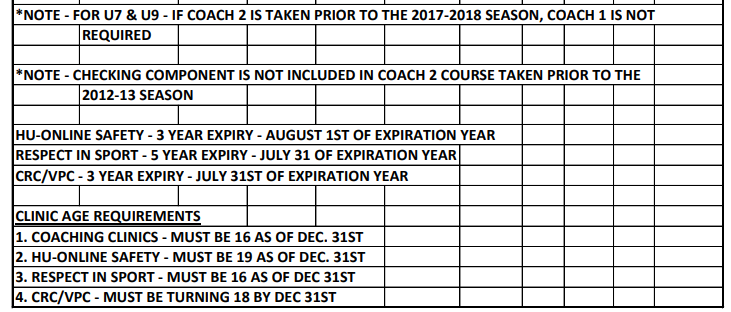 *NOTE - FOR U7 & U9 - IF COACH 2 IS TAKEN PRIOR TO THE 2017-2018 SEASON, COACH 1 IS NOT
REQUIRED
*NOTE - CHECKING COMPONENT IS NOT INCLUDED IN COACH 2 COURSE TAKEN PRIOR TO THE
2012-13 SEASON
HU-ONLINE SAFETY - 3 YEAR EXPIRY - AUGUST 1ST OF EXPIRATION YEAR
RESPECT IN SPORT - 5 YEAR EXPIRY - JULY 31 OF EXPIRATION YEAR
CRC/VPC - 3 YEAR EXPIRY - JULY 31ST OF EXPIRATION YEAR
CLINIC AGE REQUIREMENTS
1. COACHING CLINICS - MUST BE 16 AS OF DEC. 31ST
2. HU-ONLINE SAFETY - MUST BE 19 AS OF DEC. 31ST
3. RESPECT IN SPORT - MUST BE 16 AS OF DEC. 31ST
4. CRC/VPC - MUST BE TURNING 18 BY DEC 31ST